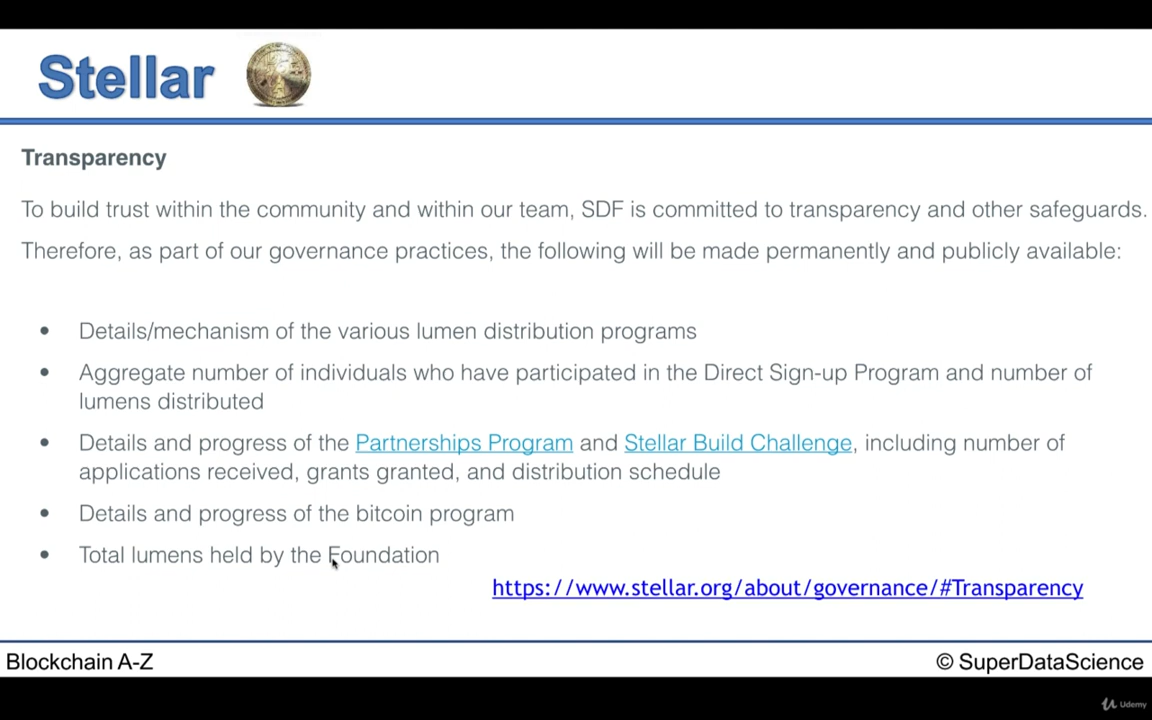 Stellar
Transparency
To build trust within the community and within our team, SDF is committed to transparency and other safeguards.
Therefore, as part of our governance practices, the following will be made permanently and publicly available:
• Details/mechanism of the various lumen distribution programs
• Aggregate number of individuals who have participated in the Direct Sign-up Program and number of
lumens distributed
• Details and progress of the Partnerships Program and Stellar Build Challenge, including number of
applications received, grants granted, and distribution schedule
• Details and progress of the bitcoin program
• Total lumens held by the Foundation
https://www.stellar.org/about/governance/#Transparency
Blockchain A-Z
© SuperDataScience
Udemy